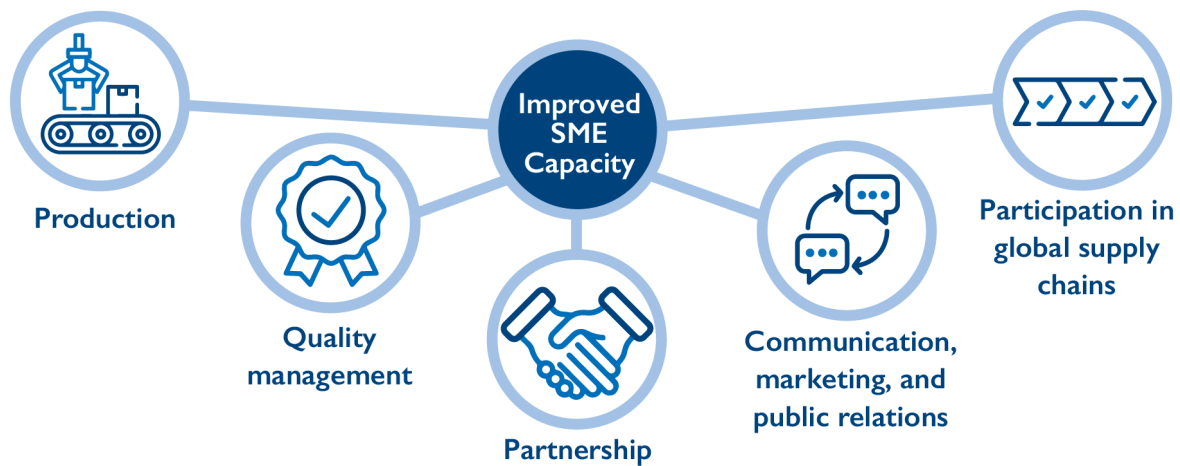 Improved
SME
Capacity
Production
Quality
management
Partnership
Communication,
marketing, and
public relations
Participation in
global supply
chains